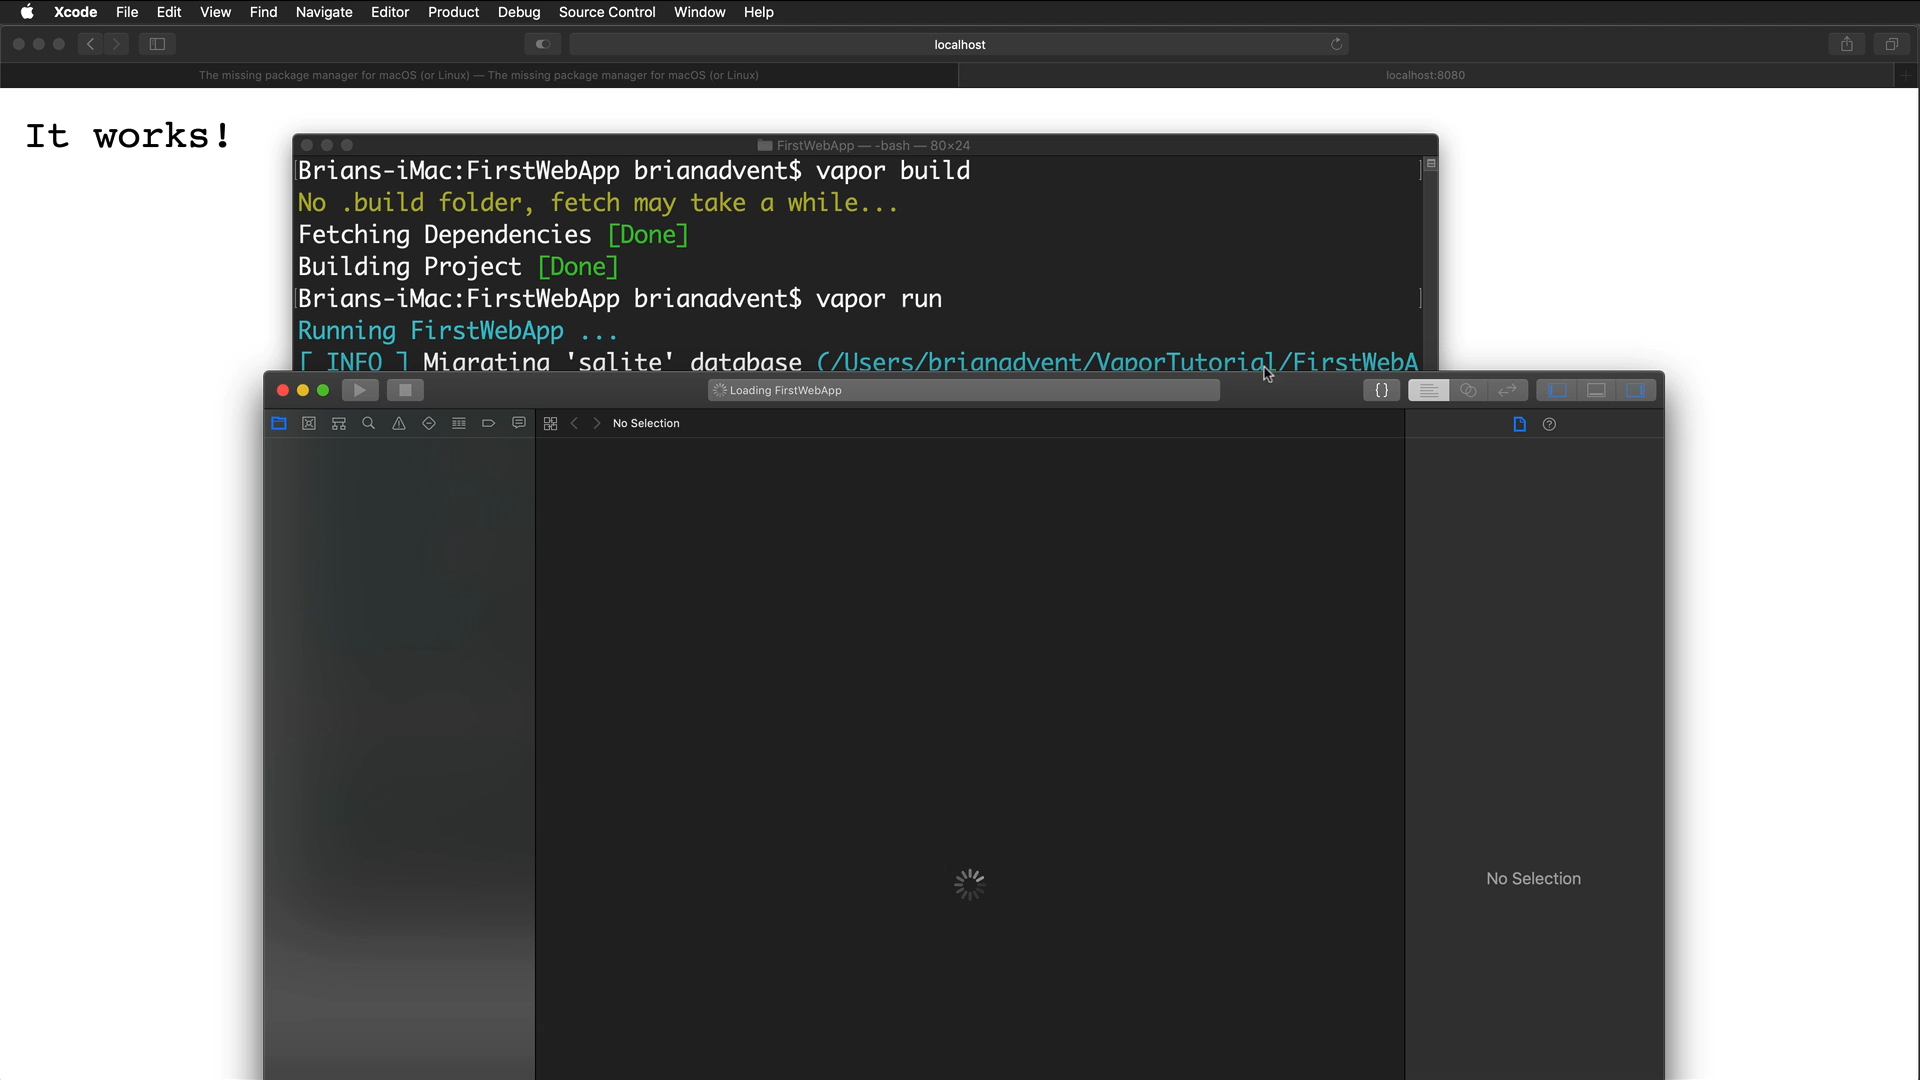 Xcode File Edit View Find Navigate Editor Product Debug Source Control Window Help
localhost
The missing package manager for macOS (or Linux) — The missing package manager for macOS (or Linux)
localhost:8080
It works!
FirstWebApp — -bash — 80×24
Brians-iMac:FirstWebApp brianadvent$ vapor build
No .build folder, fetch may take a while...
Fetching Dependencies [Done]
Building Project [Done]
Brians-iMac:FirstWebApp brianadvent$ vapor run
Running FirstWebApp ...
[ INFO ] Migrating 'sqlite' database (/Users/brianadvent/VaporTutorial/FirstWebA
Loading FirstWebApp
{}
No Selection
No Selection